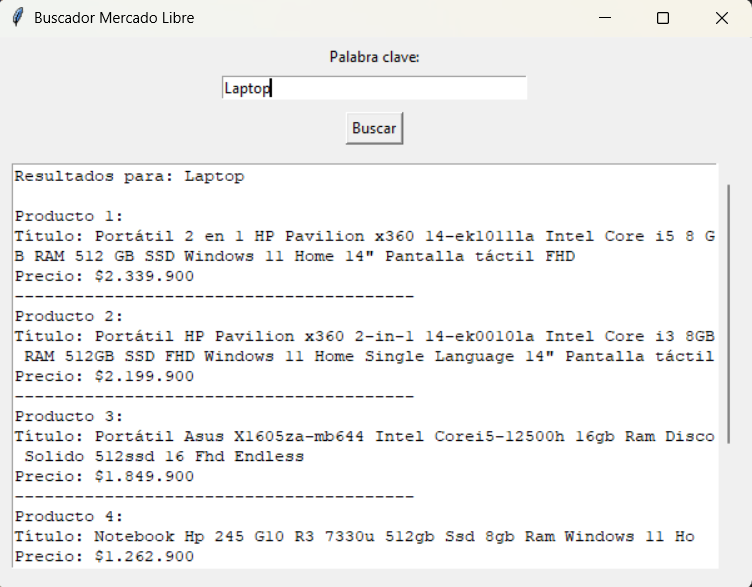 Buscador Mercado Libre
Palabra clave:
Laptop
Buscar
Resultados para: Laptop
Producto 1:
Título: Portátil 2 en 1 HP Pavilion x360 14-ek1011la Intel Core i5 8 G
B RAM 512 GB SSD Windows 11 Home 14" Pantalla táctil FHD
Precio: $2.339.900
----------------------------------------
Producto 2:
Título: Portátil HP Pavilion x360 2-in-1 14-ek0010la Intel Core i3 8GB
RAM 512GB SSD FHD Windows 11 Home Single Language 14" Pantalla táctil
Precio: $2.199.900
----------------------------------------
Producto 3:
Título: Portátil Asus X1605za-mb644 Intel Corei5-12500h 16gb Ram Disco
Solido 512ssd 16 Fhd Endless
Precio: $1.849.900
----------------------------------------
Producto 4:
Título: Notebook Hp 245 G10 R3 7330u 512gb Ssd 8gb Ram Windows 11 Ho
Precio: $1.262.900